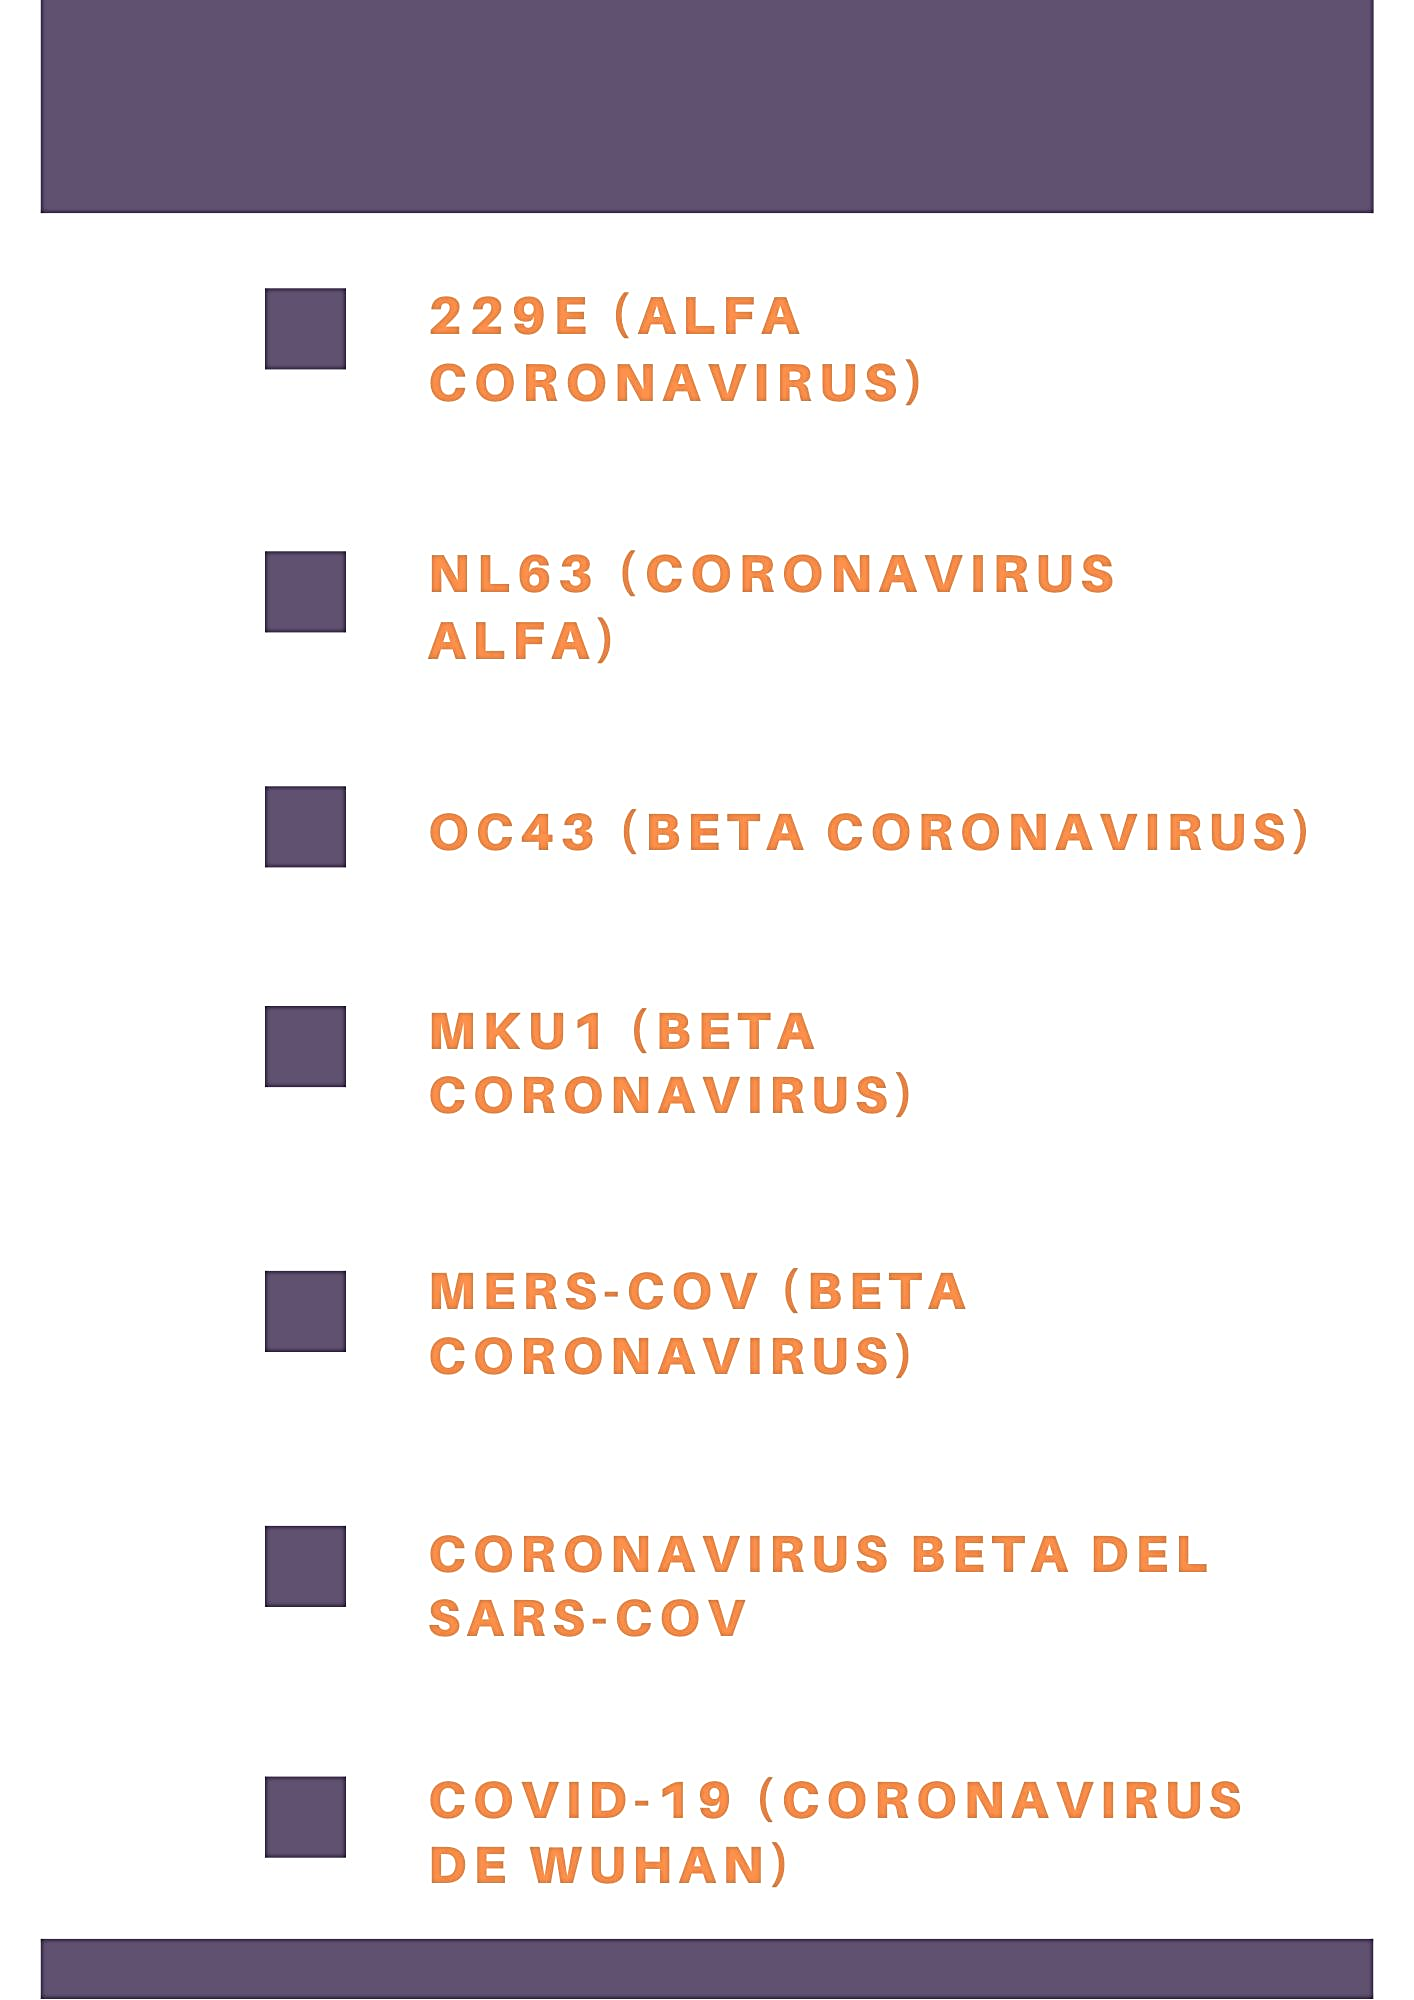 229E (ALFA
CORONAVIRUS)
NL63 (CORONAVIRUS
ALFA)
OC43 (BETA CORONAVIRUS)
MKU1 (BETA
CORONAVIRUS)
MERS-COV (BETA
CORONAVIRUS)
CORONAVIRUS BETA DEL
SARS-COV
COVID-19 (CORONAVIRUS
DE WUHAN)